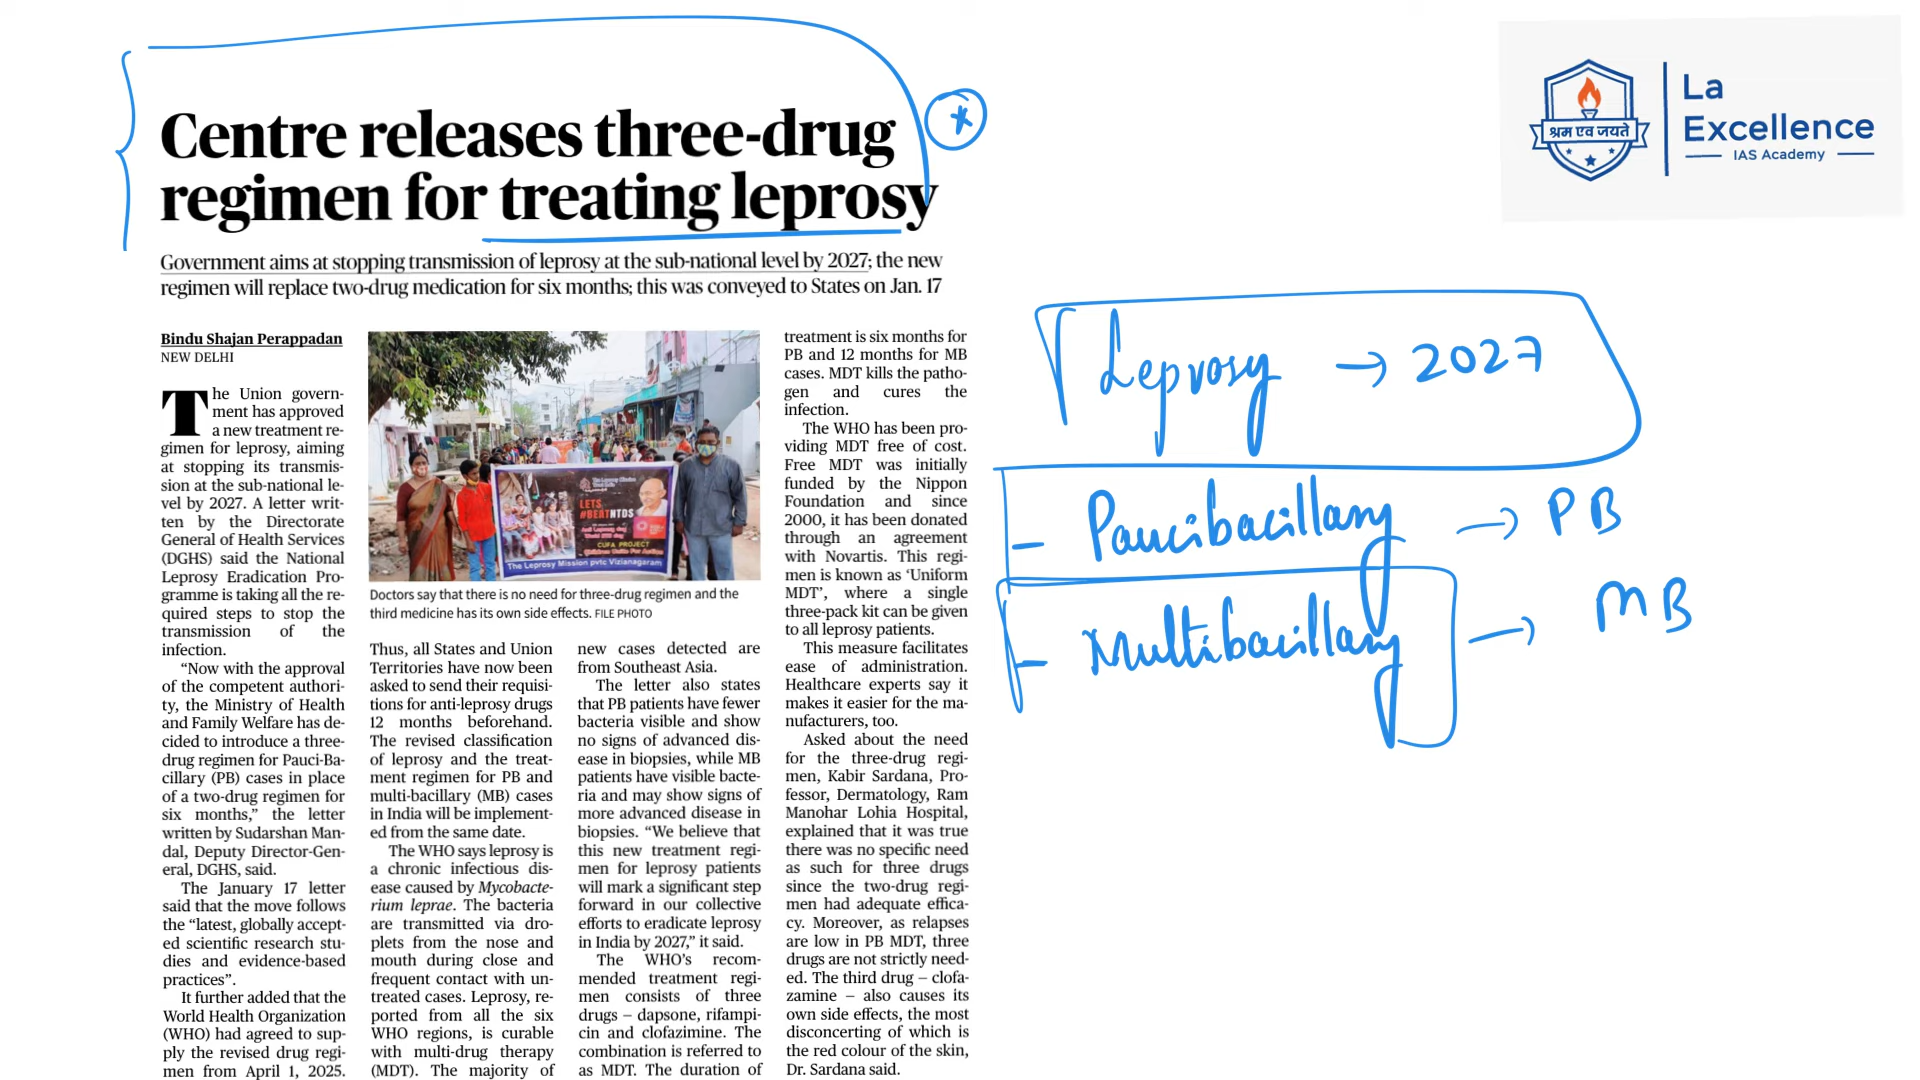 Centre releases three-drug
regimen for treating leprosy
Government aims at stopping transmission of leprosy at the sub-national level by 2027; the new
regimen will replace two-drug medication for six months; this was conveyed to States on Jan. 17
Bindu Shajan Perappadan
NEW DELHI
The Union govern-
ment has approved
a new treatment re-
gimen for leprosy, aiming
at stopping its transmis-
sion at the sub-national le-
vel by 2027. A letter writ-
ten by the Directorate
General of Health Services
(DGHS) said the National
Leprosy Eradication Pro-
gramme is taking all the re-
quired steps to stop the
transmission of the
infection.
“Now with the approval
of the competent authori-
ty, the Ministry of Health
and Family Welfare has de-
cided to introduce a three-
drug regimen for Pauci-Ba-
cillary (PB) cases in place
of a two-drug regimen for
six months,” the letter
written by Sudarshan Man-
dal, Deputy Director-Gen-
eral, DGHS, said.
The January 17 letter
said that the move follows
the “latest, globally accept-
ed scientific research stu-
dies and evidence-based
practices”.
It further added that the
World Health Organization
(WHO) had agreed to sup-
ply the revised drug regi-
men from April 1, 2025.
LETS
#BEATNTDS
CUFA PROJECT
The Leprosy Mission pvtc Vizianagaram
Doctors say that there is no need for three-drug regimen and the
third medicine has its own side effects. FILE PHOTO
Thus, all States and Union
Territories have now been
asked to send their requisi-
tions for anti-leprosy drugs
12 months beforehand.
The revised classification
of leprosy and the treat-
ment regimen for PB and
multi-bacillary (MB) cases
in India will be implement-
ed from the same date.
The WHO says leprosy is
a chronic infectious dis-
ease caused by Mycobacte-
rium leprae. The bacteria
are transmitted via dro-
plets from the nose and
mouth during close and
frequent contact with un-
treated cases. Leprosy, re-
ported from all the six
WHO regions, is curable
with multi-drug therapy
(MDT). The majority of
new cases detected are
from Southeast Asia.
The letter also states
that PB patients have fewer
bacteria visible and show
no signs of advanced dis-
ease in biopsies, while MB
patients have visible bacte-
ria and may show signs of
more advanced disease in
biopsies. “We believe that
this new treatment regi-
men for leprosy patients
will mark a significant step
forward in our collective
efforts to eradicate leprosy
in India by 2027,” it said.
The WHO’s recom-
mended treatment regi-
men consists of three
drugs – dapsone, rifampi-
cin and clofazimine. The
combination is referred to
as MDT. The duration of
treatment is six months for
PB and 12 months for MB
cases. MDT kills the patho-
gen and cures the
infection.
The WHO has been pro-
viding MDT free of cost.
Free MDT was initially
funded by the Nippon
Foundation and since
2000, it has been donated
through an agreement
with Novartis. This regi-
men is known as ‘Uniform
MDT’, where a single
three-pack kit can be given
to all leprosy patients.
This measure facilitates
ease of administration.
Healthcare experts say it
makes it easier for the ma-
nufacturers, too.
Asked about the need
for the three-drug regi-
men, Kabir Sardana, Pro-
fessor, Dermatology, Ram
Manohar Lohia Hospital,
explained that it was true
there was no specific need
as such for three drugs
since the two-drug regi-
men had adequate effica-
cy. Moreover, as relapses
are low in PB MDT, three
drugs are not strictly need-
ed. The third drug – clofa-
zamine – also causes its
own side effects, the most
disconcerting of which is
the red colour of the skin,
Dr. Sardana said.
श्रम एव जयते
La
Excellence
IAS Academy
Leprosy → 2027
- Paucibacillary → PB
- Multibacillary → MB